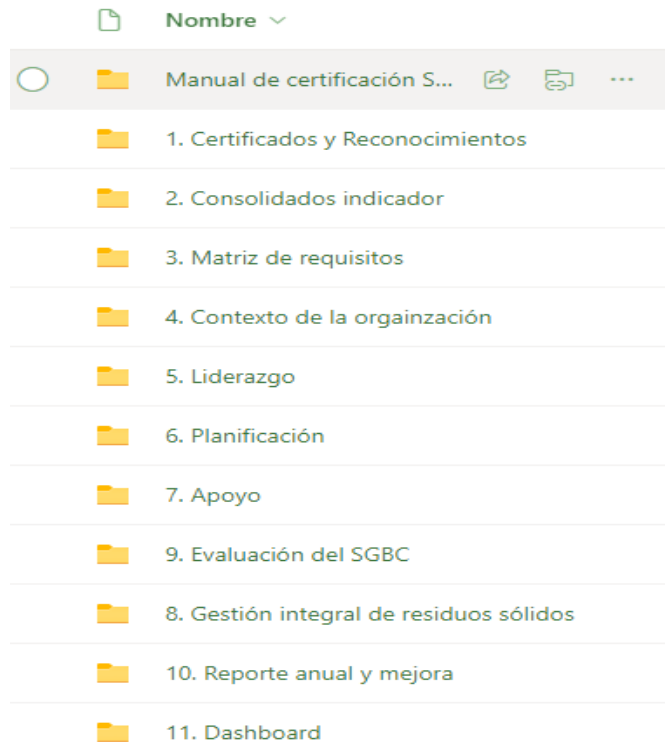 Nombre
Manual de certificación S...
1. Certificados y Reconocimientos
2. Consolidados indicador
3. Matriz de requisitos
4. Contexto de la orgainzación
5. Liderazgo
6. Planificación
7. Apoyo
9. Evaluación del SGBC
8. Gestión integral de residuos sólidos
10. Reporte anual y mejora
11. Dashboard